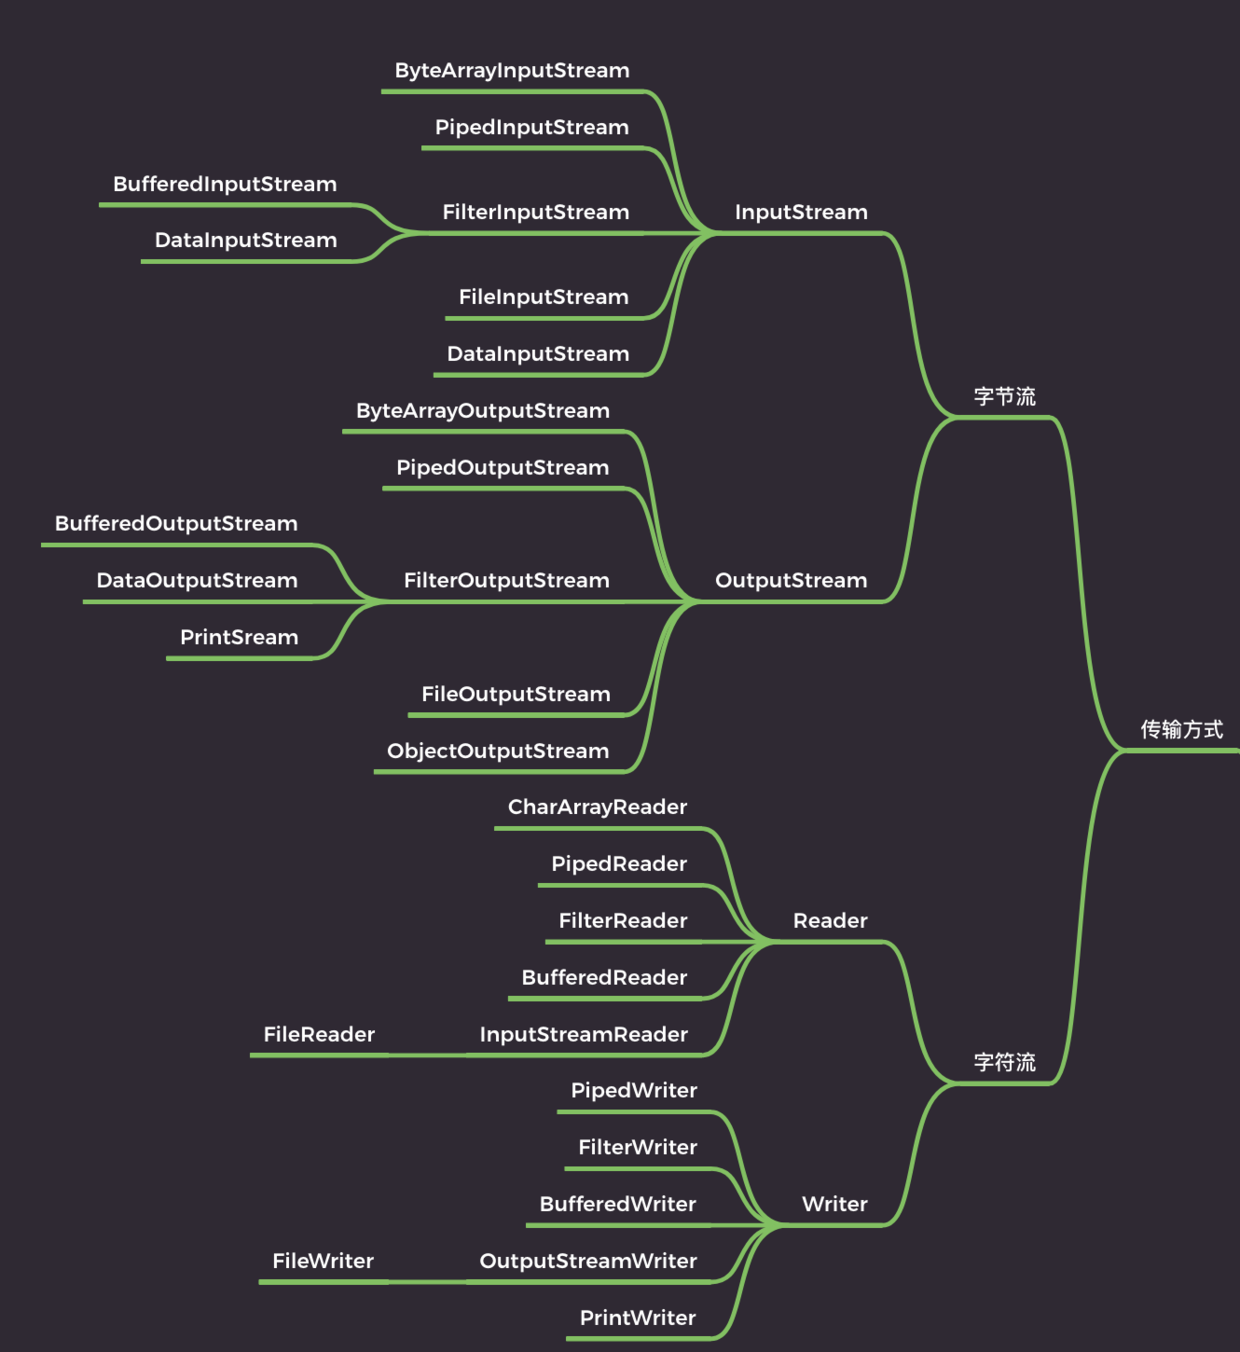 ByteArrayInputStream
PipedInputStream
BufferedInputStream
FilterInputStream
InputStream
DataInputStream
FileInputStream
DataInputStream
字节流
ByteArrayOutputStream
PipedOutputStream
BufferedOutputStream
DataOutputStream
FilterOutputStream
OutputStream
PrintSream
FileOutputStream
传输方式
ObjectOutputStream
CharArrayReader
PipedReader
FilterReader
Reader
BufferedReader
FileReader
InputStreamReader
字符流
PipedWriter
FilterWriter
BufferedWriter
Writer
FileWriter
OutputStreamWriter
PrintWriter